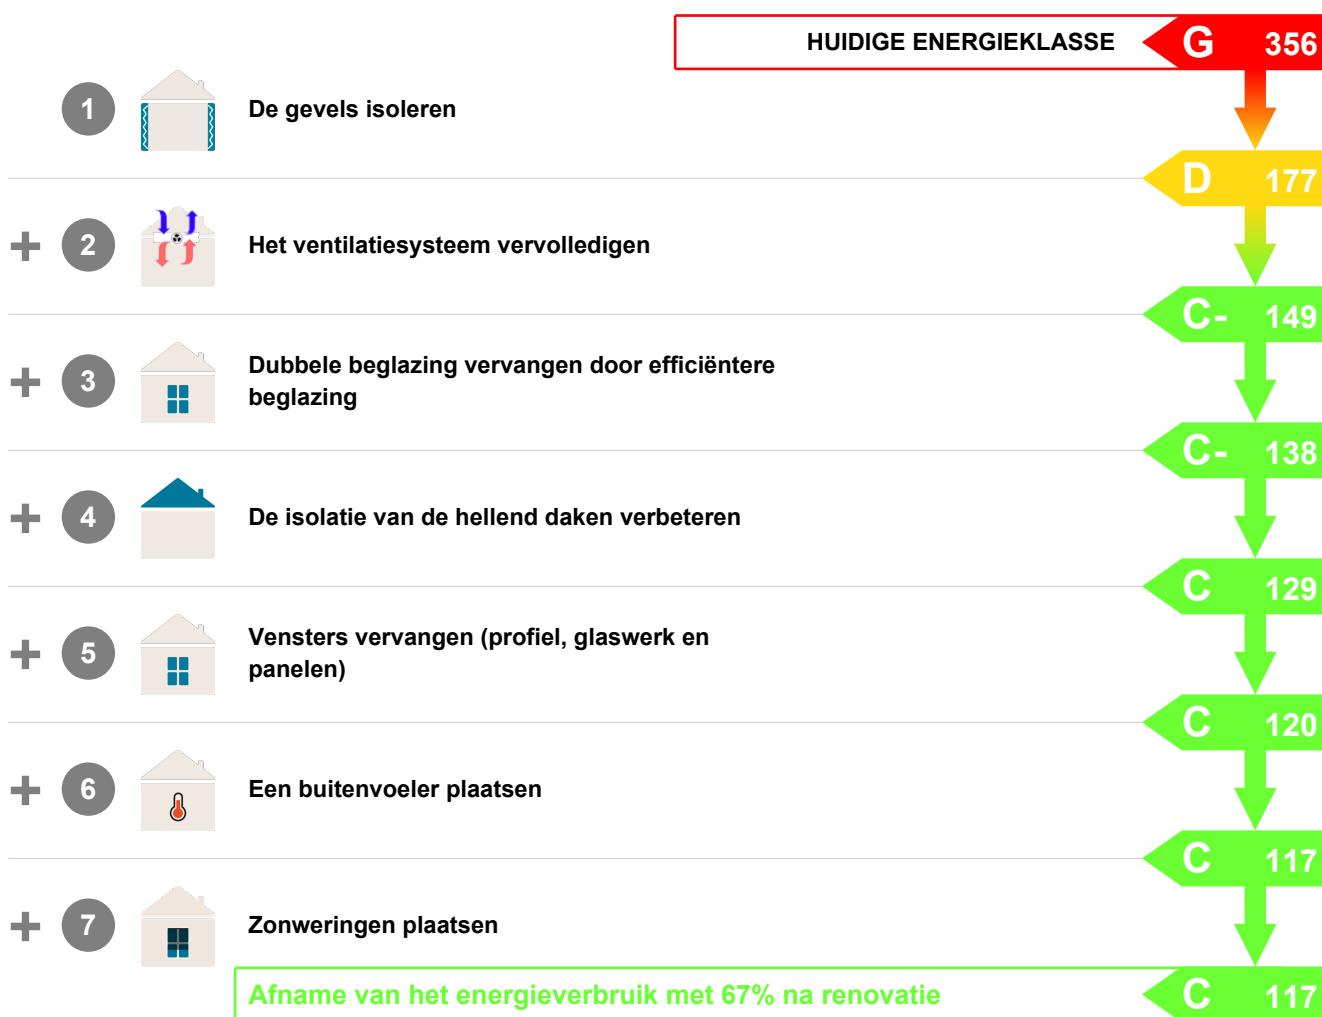 HUIDIGE ENERGIEKLASSE G 356
1 De gevels isoleren
D 177
+ 2 Het ventilatiesysteem vervolledigen
C- 149
+ 3 Dubbele beglazing vervangen door efficiëntere
beglazing
C- 138
+ 4 De isolatie van de hellend daken verbeteren
C 129
+ 5 Vensters vervangen (profiel, glaswerk en
panelen)
C 120
+ 6 Een buitenvoeler plaatsen
C 117
+ 7 Zonweringen plaatsen
Afname van het energieverbruik met 67% na renovatie C 117